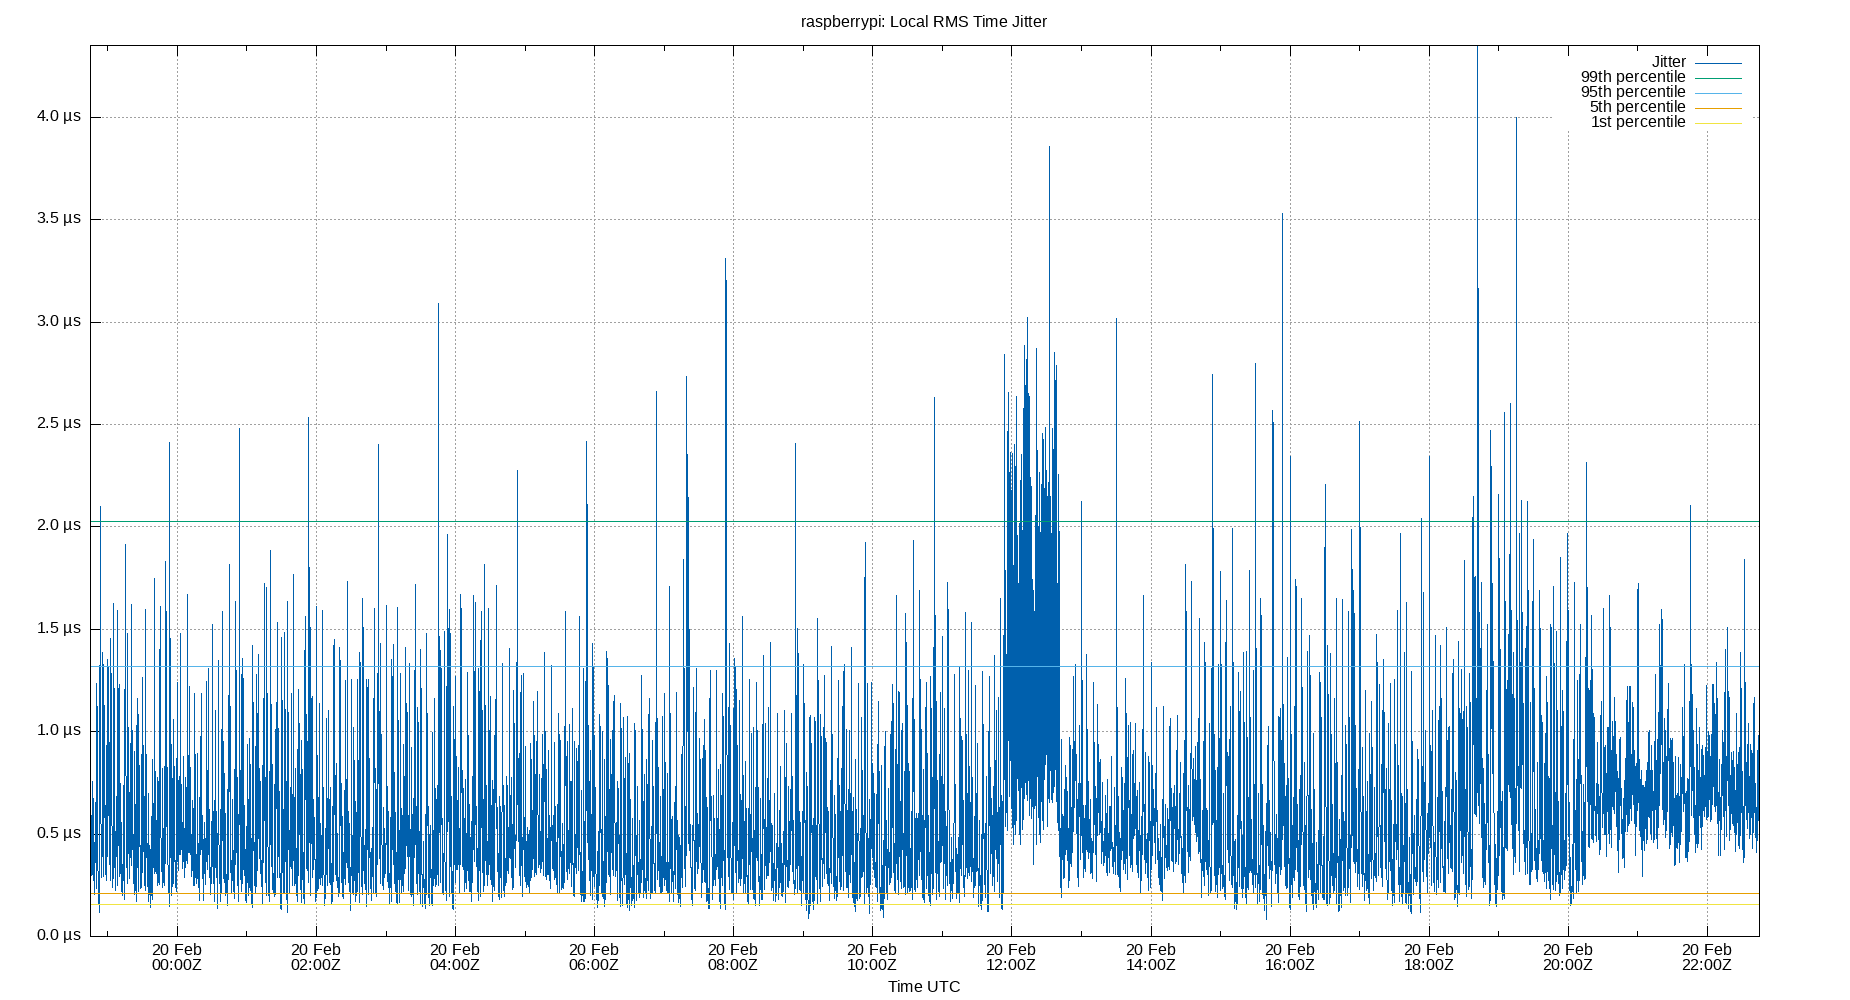 raspberrypi: Local RMS Time Jitter
Jitter
99th percentile
95th percentile
5th percentile
1st percentile
4.0 µs
3.5 µs
3.0 µs
2.5 µs
2.0 µs
1.5 µs
1.0 µs
0.5 µs
0.0 µs
20 Feb 20 Feb 20 Feb 20 Feb 20 Feb 20 Feb 20 Feb 20 Feb 20 Feb 20 Feb 20 Feb 20 Feb
00:00Z 02:00Z 04:00Z 06:00Z 08:00Z 10:00Z 12:00Z 14:00Z 16:00Z 18:00Z 20:00Z 22:00Z
Time UTC